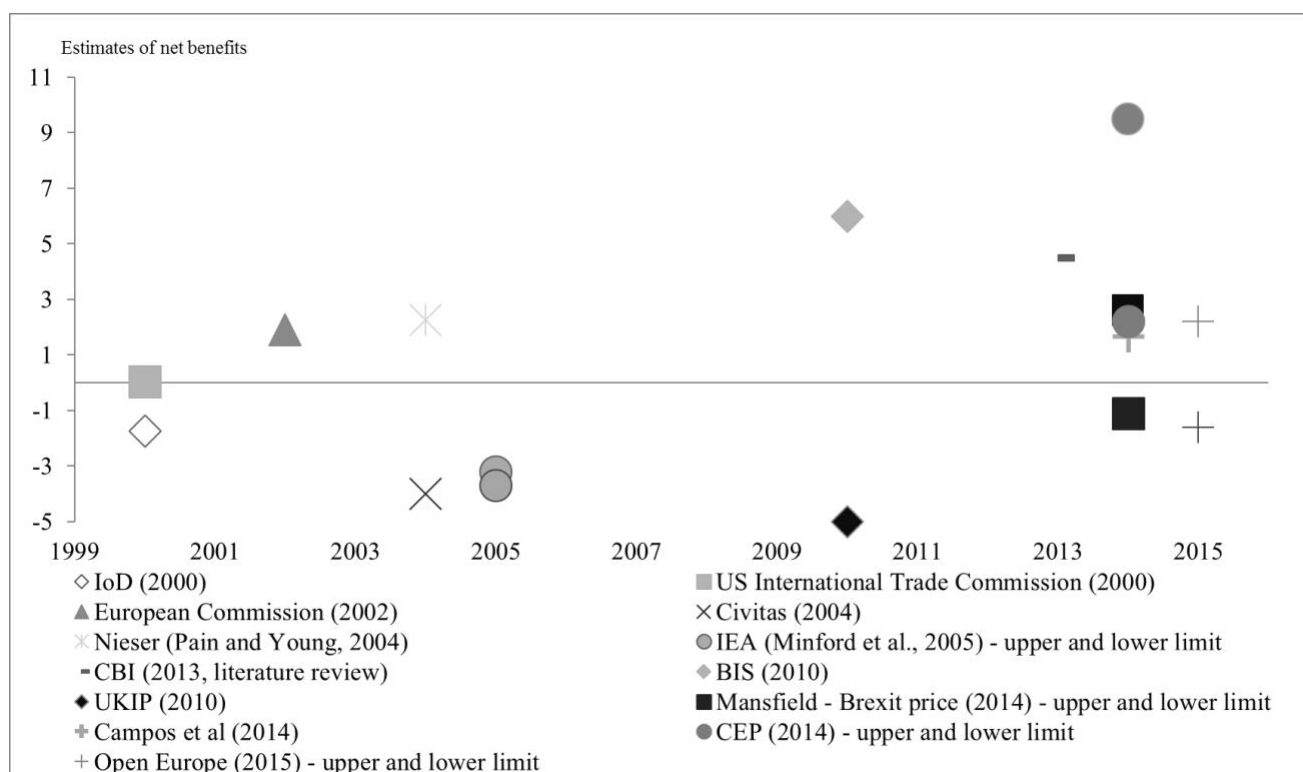 Estimates of net benefits
11
9
7
5
3
1
-1
-3
-5
1999 2001 2003 2005 2007 2009 2011 2013 2015
IoD (2000) US International Trade Commission (2000)
European Commission (2002) Civitas (2004)
Nieser (Pain and Young, 2004) IEA (Minford et al., 2005) - upper and lower limit
CBI (2013, literature review) BIS (2010)
UKIP (2010) Mansfield - Brexit price (2014) - upper and lower limit
Campos et al (2014) CEP (2014) - upper and lower limit
Open Europe (2015) - upper and lower limit